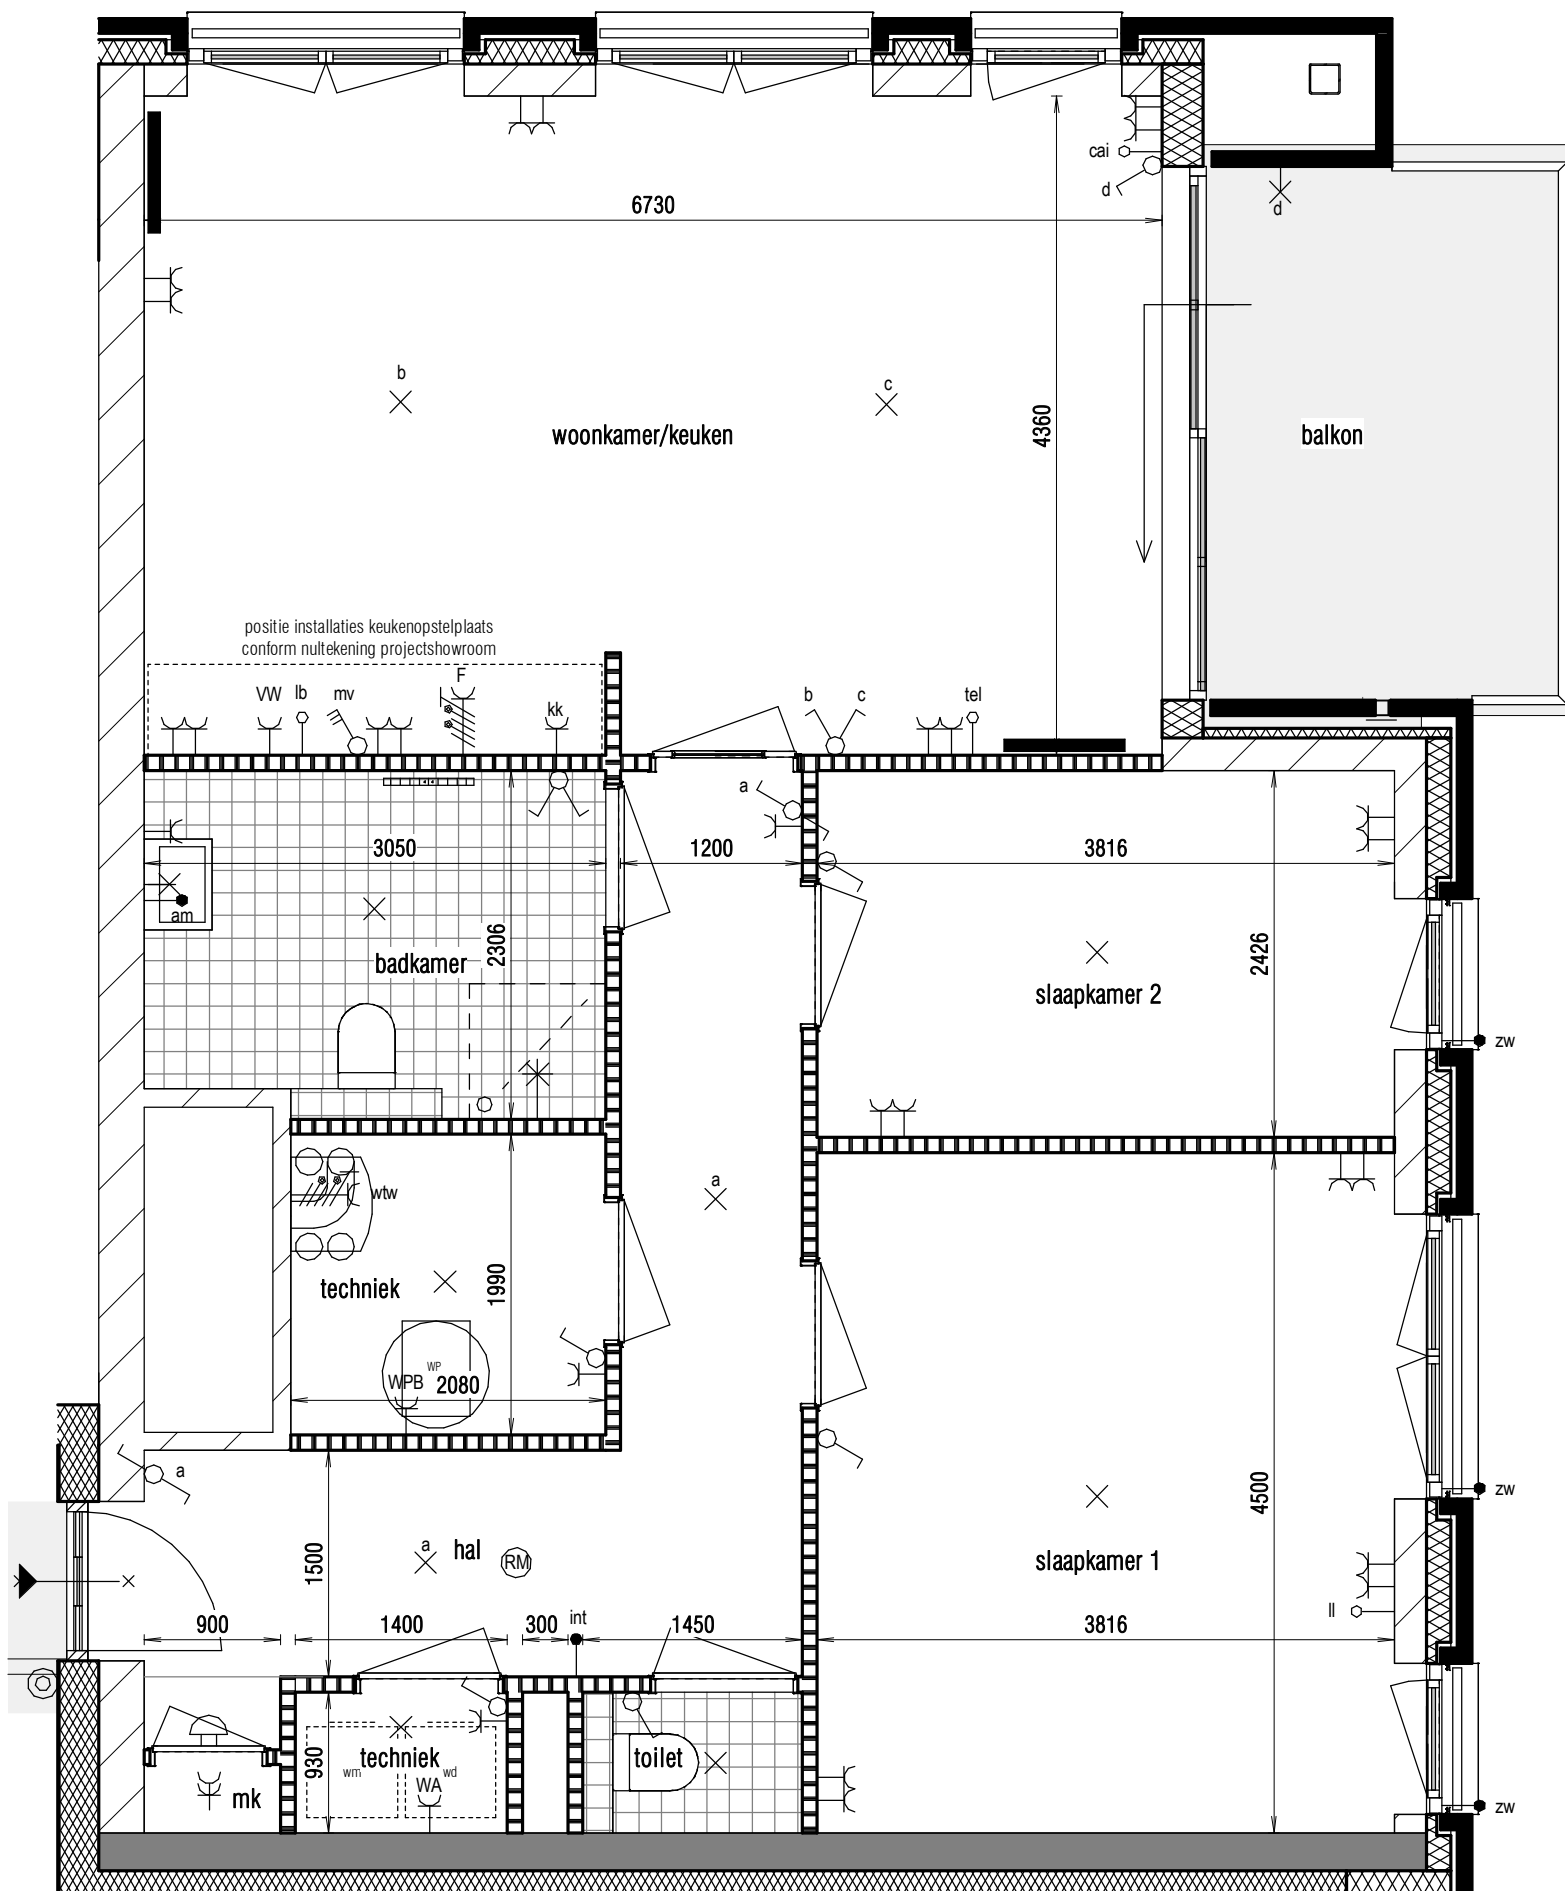 cai
d
d
6730
b
c
4360
woonkamer/keuken
balkon
positie installaties keukenopstelplaats
conform nultekening projectshowroom
VW
lb
mv
F
kk
b
c
tel
a
3050
1200
3816
am
badkamer
2306
2426
slaapkamer 2
zw
wtw
a
techniek
1990
WP
WPB
2080
a
4500
zw
a
hal
RM
1500
slaapkamer 1
ll
900
1400
300
int
1450
3816
930
wm
techniek
wd
WA
toilet
mk
zw